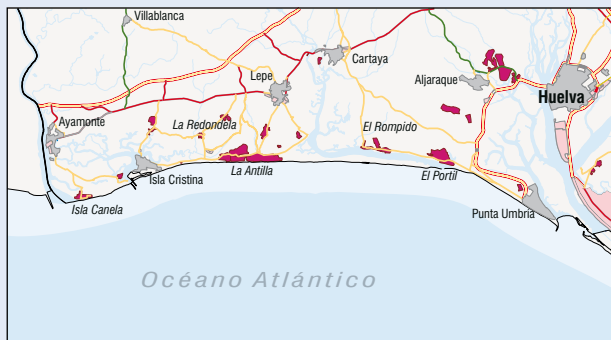 Villablanca
Cartaya
Lepe
Aljaraque
Huelva
Ayamonte
La Redondela
El Rompido
La Antilla
El Portil
Isla Cristina
Isla Canela
Punta Umbría
Océano Atlántico